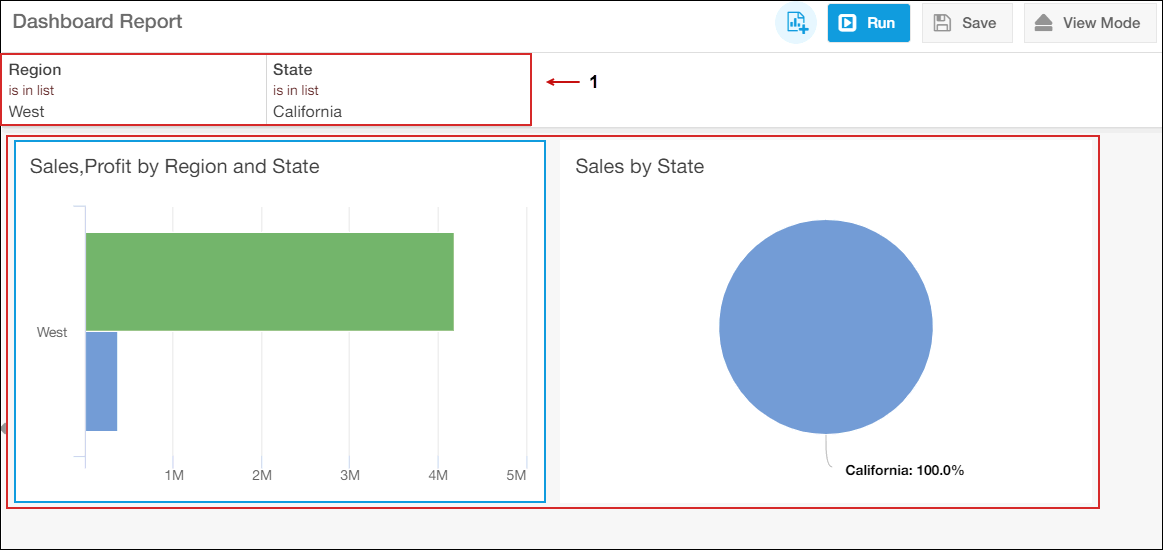 Dashboard Report
Run
Save
View Mode
Region
is in list
West
State
is in list
California
1
Sales,Profit by Region and State
West
1M
2M
3M
4M
5M
Sales by State
California: 100.0%